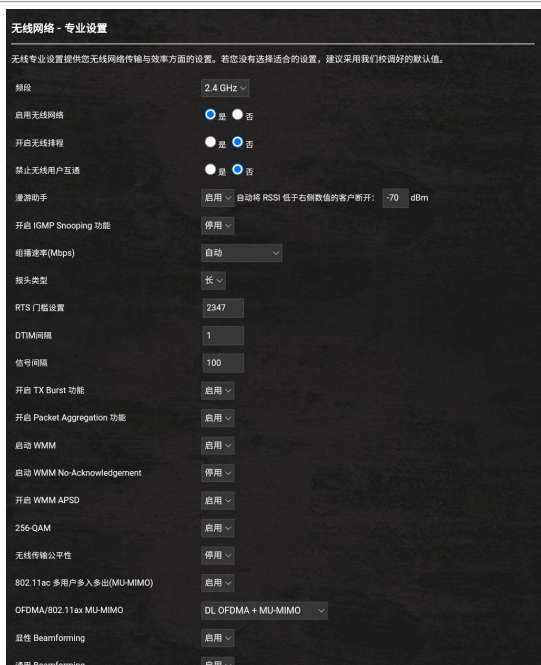 无线网络 - 专业设置
无线专业设置提供您无线网络传输与效率方面的设置。若您没有选择适合的设置，建议采用我们校调好的默认值。
频段 2.4 GHz
启用无线网络 是 否
开启无线排程 是 否
禁止无线用户互通 是 否
漫游助手 启用 自动将 RSSI 低于右侧数值的客户断开： -70 dBm
开启 IGMP Snooping 功能 停用
组播速率(Mbps) 自动
报头类型 长
RTS 门槛设置 2347
DTIM间隔 1
信号间隔 100
开启 TX Burst 功能 启用
开启 Packet Aggregation 功能 启用
启动 WMM 启用
启动 WMM No-Acknowledgement 停用
开启 WMM APSD 启用
256-QAM 启用
无线传输公平性 停用
802.11ac 多用户多入多出(MU-MIMO) 启用
OFDMA/802.11ax MU-MIMO DL OFDMA + MU-MIMO
显性 Beamforming 启用
通用 Beamforming 启用